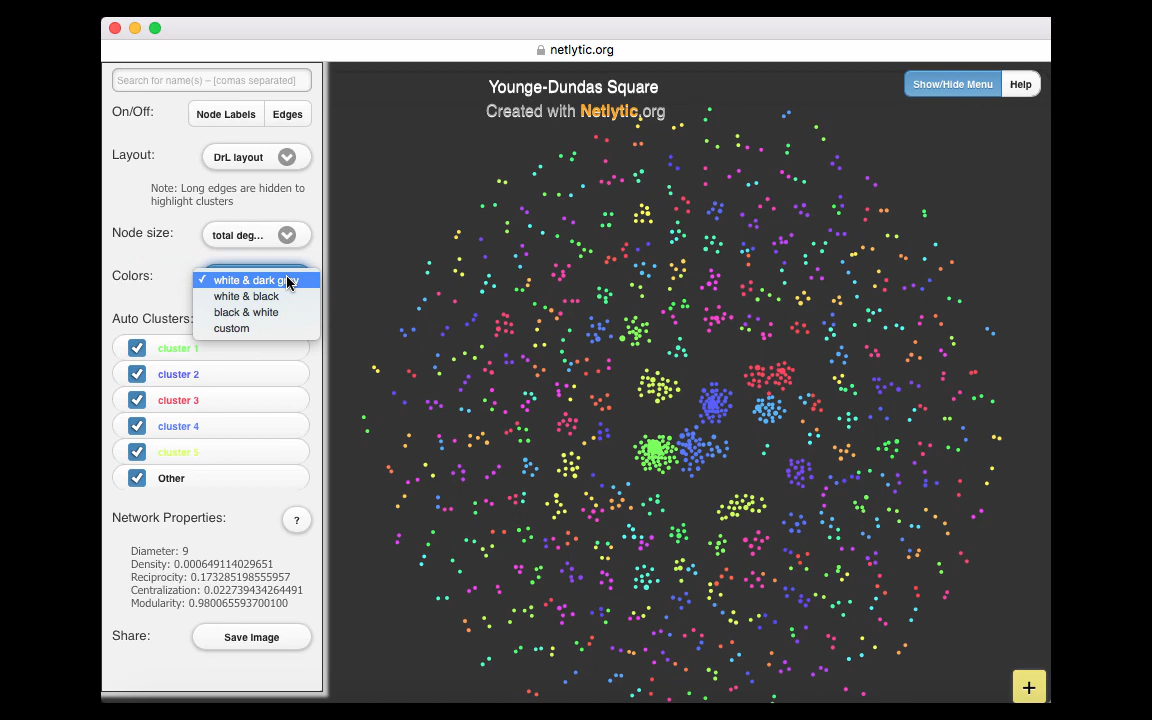 netlytic.org
Search for name(s) – [comas separated]
On/Off:
Node Labels
Edges
Layout:
DrL layout
Note: Long edges are hidden to
highlight clusters
Node size:
total deg...
Colors:
✓ white & dark grey
white & black
black & white
custom
Auto Clusters:
cluster 1
cluster 2
cluster 3
cluster 4
cluster 5
Other
Network Properties:
?
Diameter: 9
Density: 0.000649114029651
Reciprocity: 0.173285198555957
Centralization: 0.022739434264491
Modularity: 0.980065593700100
Share:
Save Image
Younge-Dundas Square
Created with Netlytic.org
Show/Hide Menu
Help
+